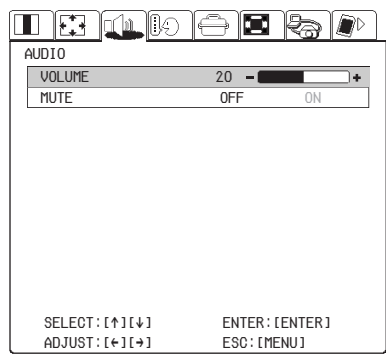 AUDIO
VOLUME 20 - +
MUTE OFF ON
SELECT:[↑][↓] ENTER:[ENTER]
ADJUST:[←][→] ESC:[MENU]